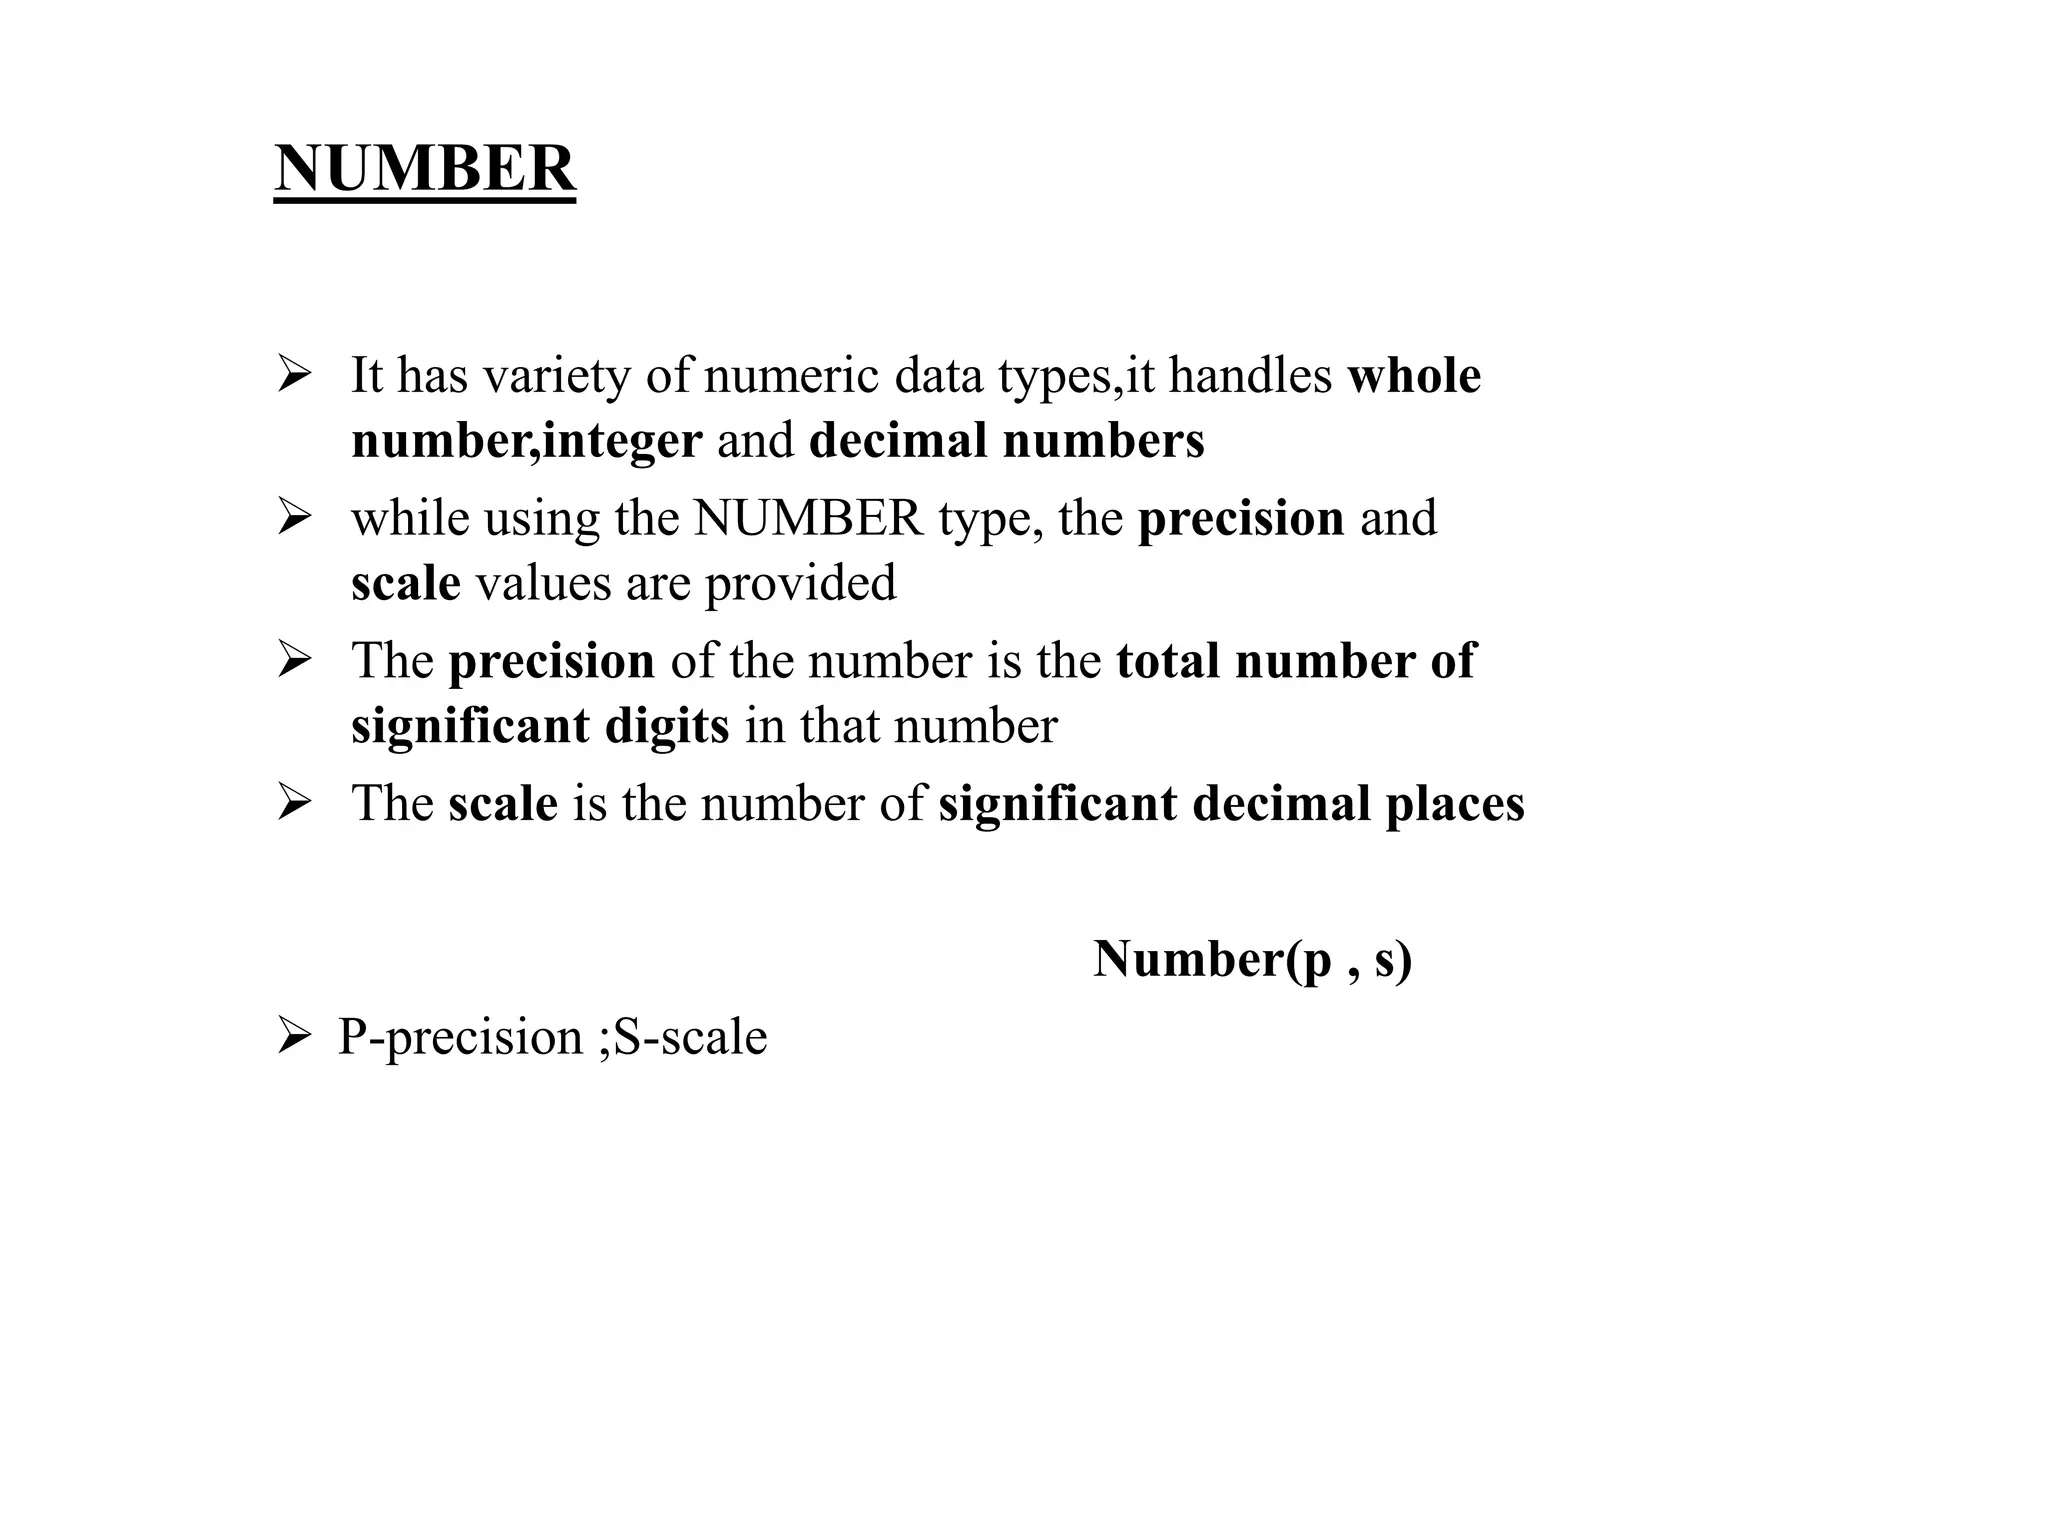 NUMBER
➢ It has variety of numeric data types,it handles whole
number,integer and decimal numbers
➢ while using the NUMBER type, the precision and
scale values are provided
➢ The precision of the number is the total number of
significant digits in that number
➢ The scale is the number of significant decimal places
Number(p , s)
➢ P-precision ;S-scale